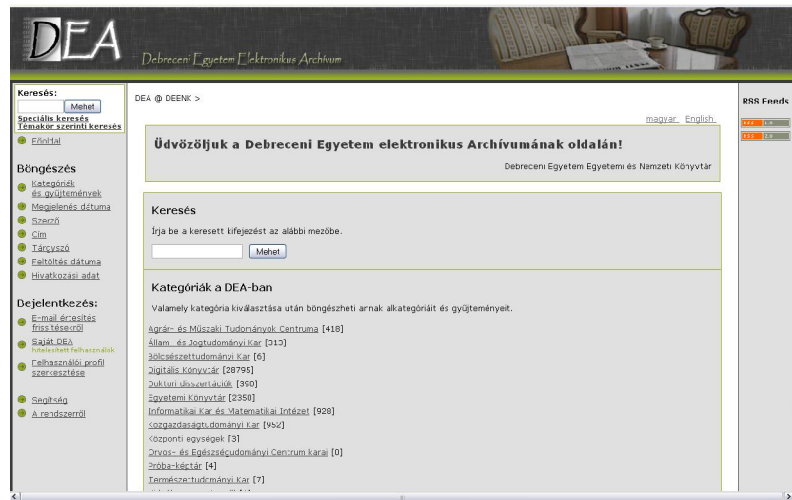 DEA
Debreceni Egyetem Elektronikus Archívum
Keresés:
Mehet
Speciális keresés
Témakör szerinti keresés
Főoldal
Böngészés
Kategóriák
és gyűjtemények
Megjelenés dátuma
Szerző
Cím
Tárgyszó
Feltöltés dátuma
Hivatkozási adat
Bejelentkezés:
E-mail értesítés
frissítésekről
Saját DEA
hitelesített felhasználók
Felhasználói profil
szerkesztése
Segítség
A rendszerről
DEA @ DEENK >
magyar English
Üdvözöljuk a Debreceni Egyetem elektronikus Archívumának oldalán!
Debreceni Egyetem Egyetemi és Nemzeti Könyvtár
Keresés
Írja be a keresett kifejezést az alábbi mezőbe.
Mehet
Kategóriák a DEA-ban
Valamely kategória kiválasztása után böngészheti annak alkategóriáit és gyűjteményeit.
Agrár- és Műszaki Tudományok Centruma [418]
Állam- és Jogtudományi Kar
Bölcsészettudományi Kar [6]
Digitális Könyvtár [28795]
Doktori disszertációk [390]
Egyetemi Könyvtár [2350]
Informatikai Kar és Matematikai Intézet [928]
Közgazdaságtudományi Kar [952]
Központi egységek [3]
Orvos- és Egészségtudományi Centrum karai [0]
Próba-képtár [4]
Természettudományi Kar [7]
RSS Feeds